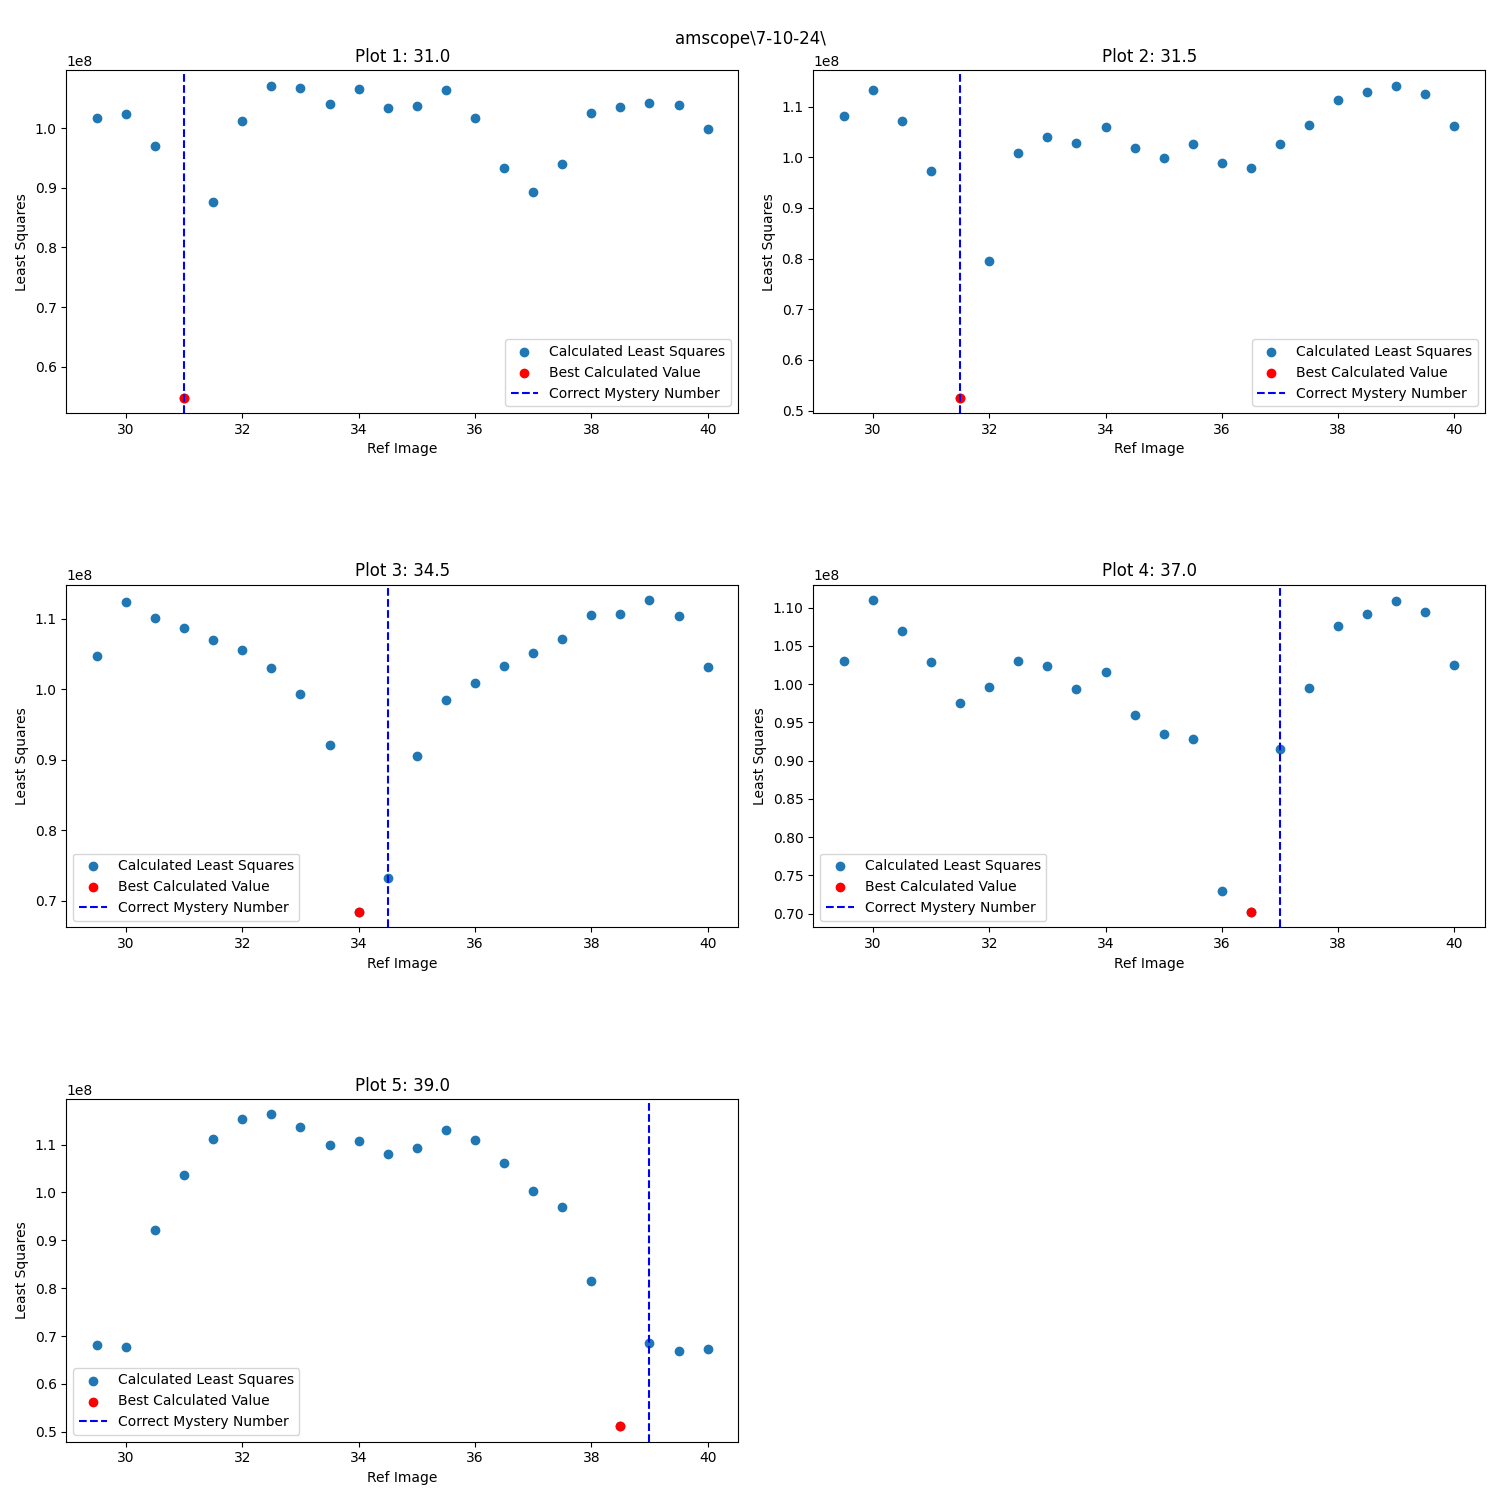 amscope\7-10-24\
Plot 1: 31.0
1e8
1.0
0.9
0.8
0.7
0.6
Least Squares
Calculated Least Squares
Best Calculated Value
Correct Mystery Number
30 32 34 36 38 40
Ref Image
Plot 2: 31.5
1e8
1.1
1.0
0.9
0.8
0.7
0.6
0.5
Least Squares
Calculated Least Squares
Best Calculated Value
Correct Mystery Number
30 32 34 36 38 40
Ref Image
Plot 3: 34.5
1e8
1.1
1.0
0.9
0.8
0.7
Least Squares
Calculated Least Squares
Best Calculated Value
Correct Mystery Number
30 32 34 36 38 40
Ref Image
Plot 4: 37.0
1e8
1.10
1.05
1.00
0.95
0.90
0.85
0.80
0.75
0.70
Least Squares
Calculated Least Squares
Best Calculated Value
Correct Mystery Number
30 32 34 36 38 40
Ref Image
Plot 5: 39.0
1e8
1.1
1.0
0.9
0.8
0.7
0.6
0.5
Least Squares
Calculated Least Squares
Best Calculated Value
Correct Mystery Number
30 32 34 36 38 40
Ref Image